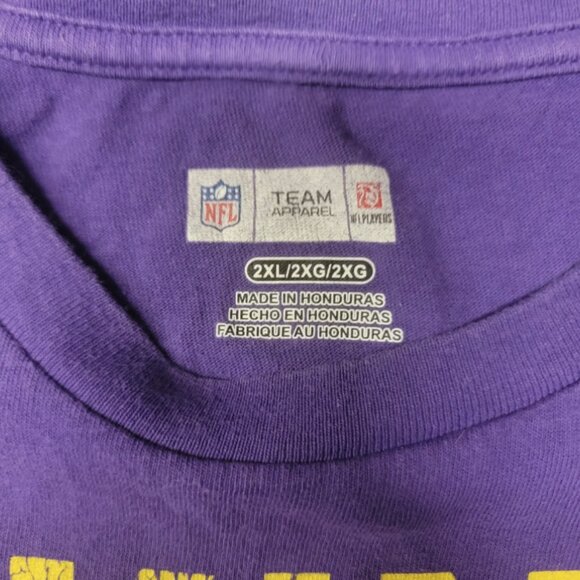 NFL
TEAM
APPAREL
NFL PLAYERS
2XL/2XG/2XG
MADE IN HONDURAS
HECHO EN HONDURAS
FABRIQUE AU HONDURAS